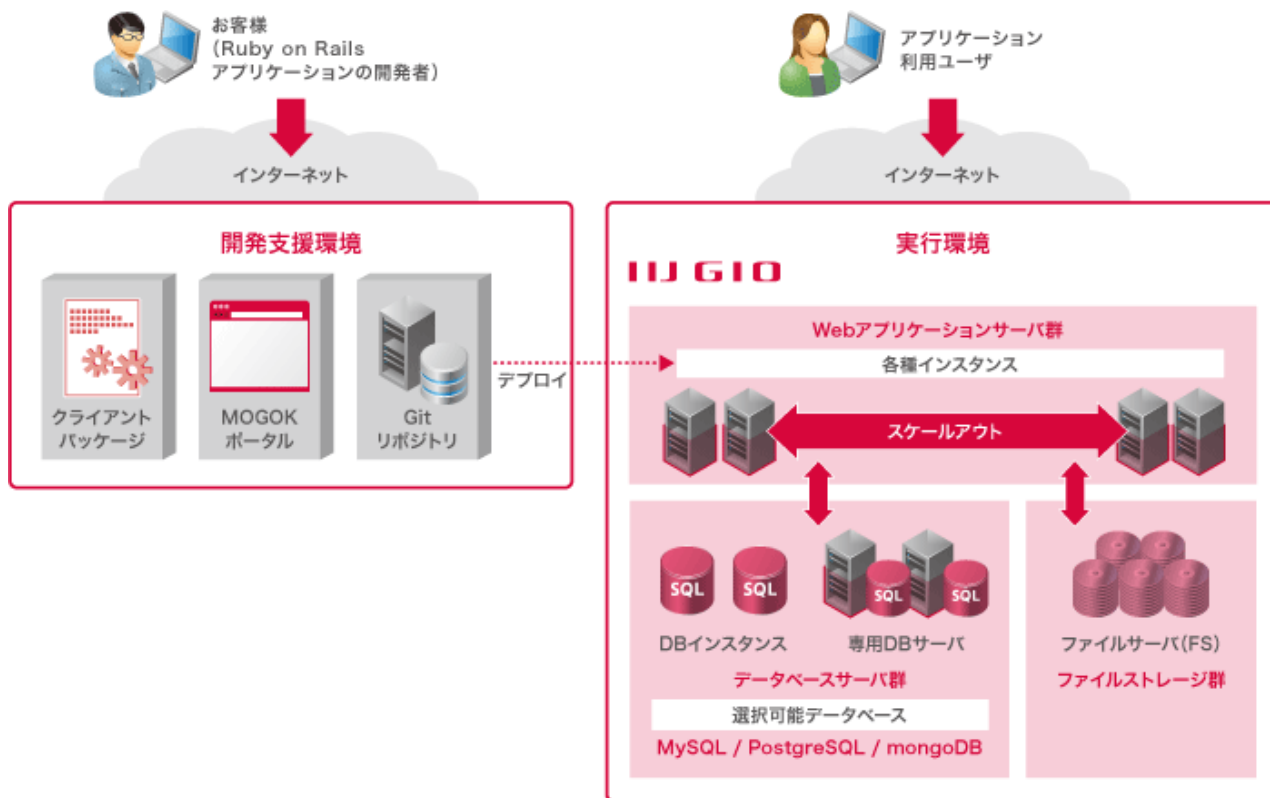 お客様
(Ruby on Rails
アプリケーションの開発者)
インターネット
開発支援環境
クライアント
パッケージ
MOGOK
ポータル
Git
リポジトリ
デプロイ
アプリケーション
利用ユーザ
インターネット
実行環境
IIJ GIO
Webアプリケーションサーバ群
各種インスタンス
スケールアウト
SQL
SQL
SQL
SQL
DBインスタンス
専用DBサーバ
データベースサーバ群
選択可能データベース
MySQL / PostgreSQL / mongoDB
ファイルサーバ(FS)
ファイルストレージ群